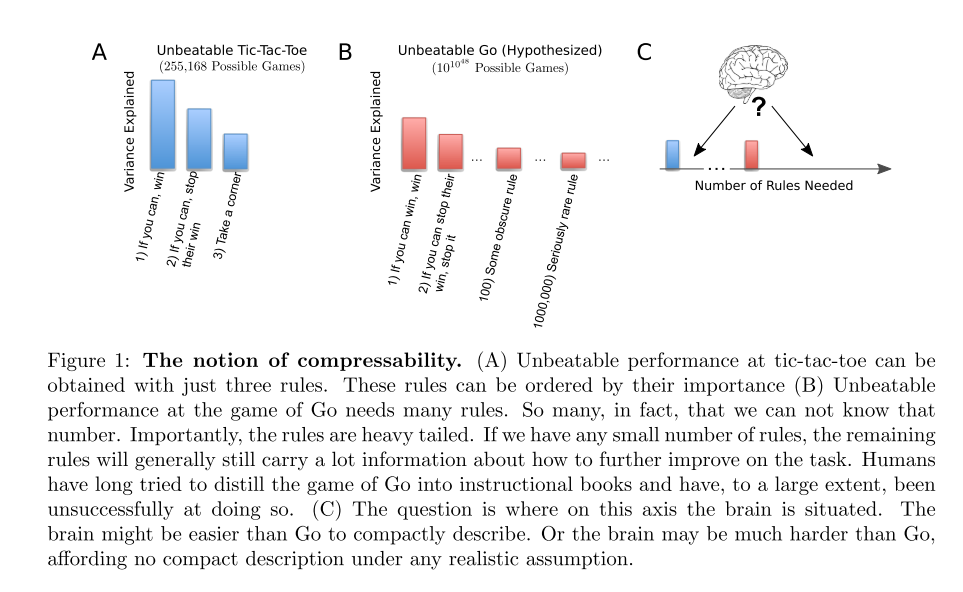 A
Unbeatable Tic-Tac-Toe
(255,168 Possible Games)
Variance Explained
1) If you can, win
2) If you can, stop
their win
3) Take a corner
B
Unbeatable Go (Hypothesized)
(10^10^48 Possible Games)
Variance Explained
...
...
...
1) If you can win, win
2) If you can stop their
win, stop it
100) Some obscure rule
1000,000) Seriously rare rule
C
?
...
Number of Rules Needed
Figure 1: The notion of compressability. (A) Unbeatable performance at tic-tac-toe can be
obtained with just three rules. These rules can be ordered by their importance (B) Unbeatable
performance at the game of Go needs many rules. So many, in fact, that we can not know that
number. Importantly, the rules are heavy tailed. If we have any small number of rules, the remaining
rules will generally still carry a lot information about how to further improve on the task. Humans
have long tried to distill the game of Go into instructional books and have, to a large extent, been
unsuccessfully at doing so. (C) The question is where on this axis the brain is situated. The
brain might be easier than Go to compactly describe. Or the brain may be much harder than Go,
affording no compact description under any realistic assumption.